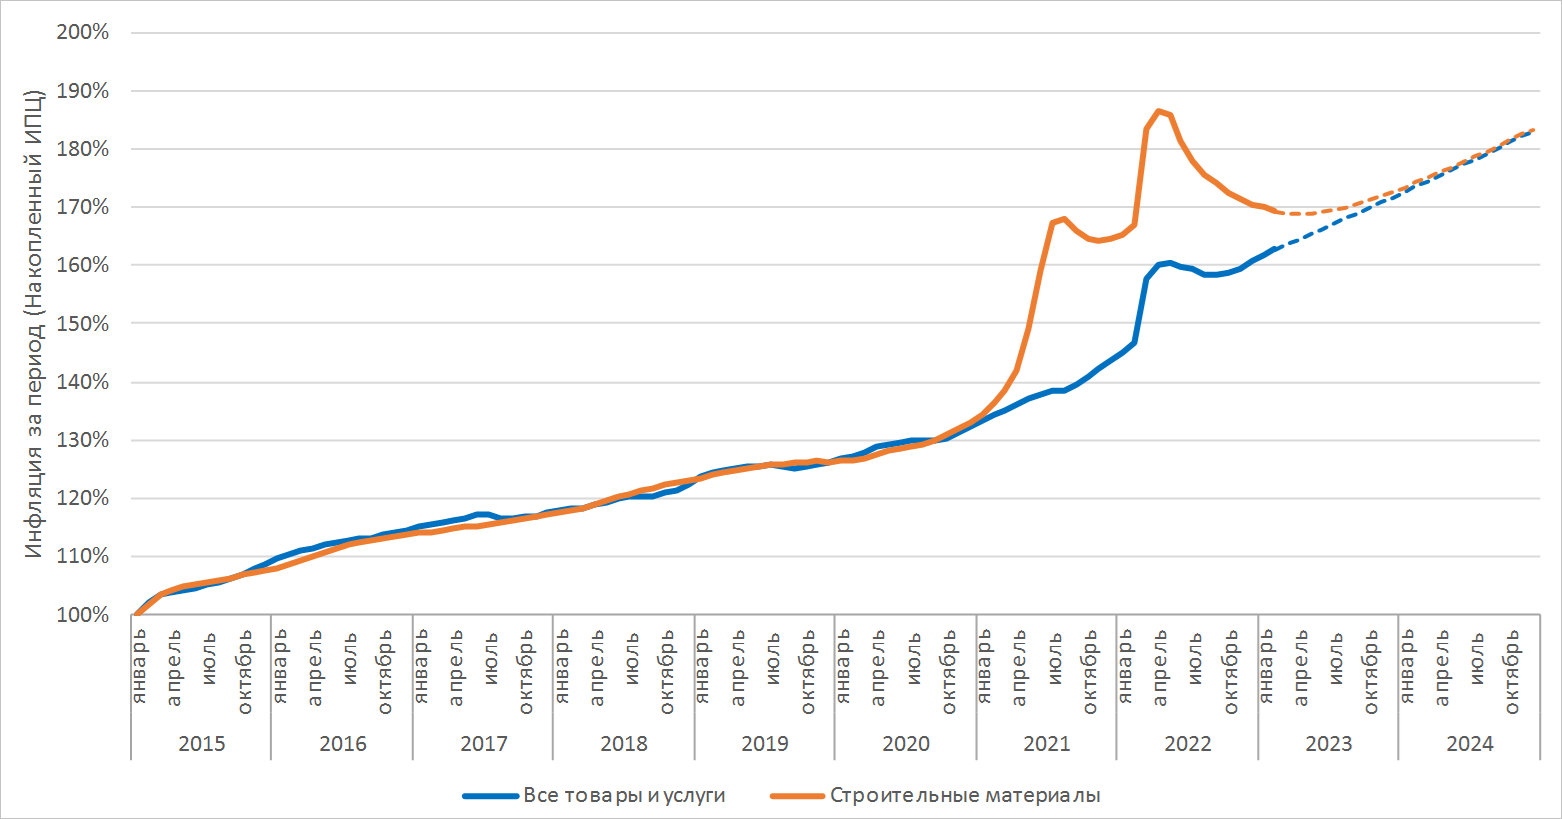 Инфляция за период (Накопленный ИПЦ)
200%
190%
180%
170%
160%
150%
140%
130%
120%
110%
100%
январь апрель июль октябрь январь апрель июль октябрь январь апрель июль октябрь январь апрель июль октябрь январь апрель июль октябрь январь апрель июль октябрь январь апрель июль октябрь январь апрель июль октябрь январь апрель июль октябрь январь апрель июль октябрь
2015 2016 2017 2018 2019 2020 2021 2022 2023 2024
Все товары и услуги Строительные материалы